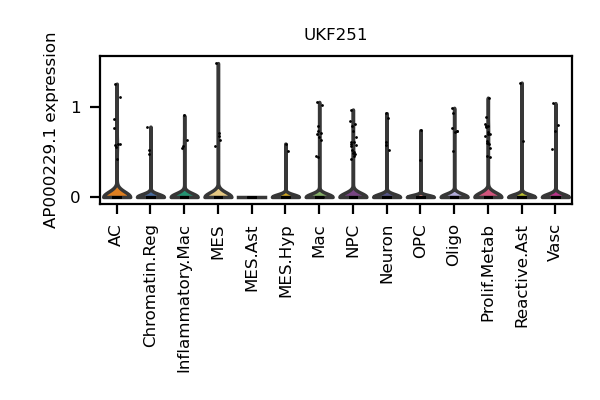 UKF251
AP000229.1 expression
1
0
AC
Chromatin.Reg
Inflammatory.Mac
MES
MES.Ast
MES.Hyp
Mac
NPC
Neuron
OPC
Oligo
Prolif.Metab
Reactive.Ast
Vasc